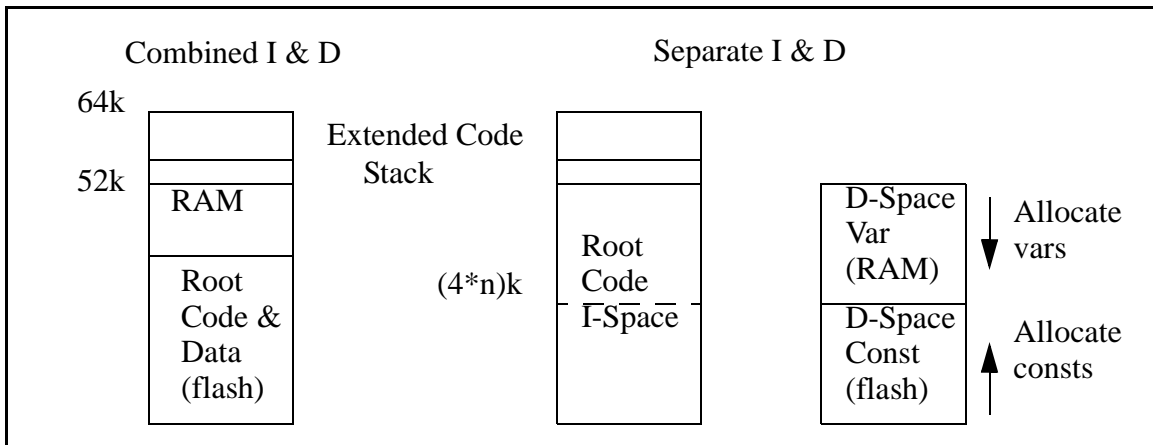 Combined I & D
Separate I & D
64k
Extended Code
Stack
52k
RAM
Root
Code &
Data
(flash)
(4*n)k
Root
Code
I-Space
D-Space
Var
(RAM)
D-Space
Const
(flash)
Allocate
vars
Allocate
consts